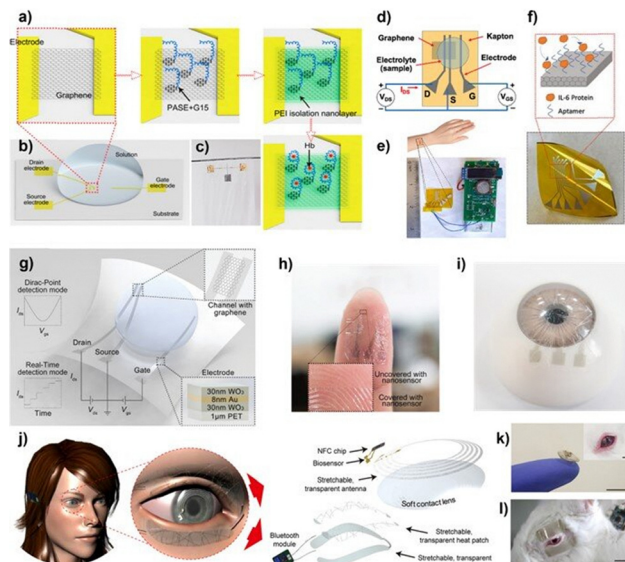 a)
Electrode
Graphene
PASE+G15
PEI isolation nanolayer
b)
Solution
Drain
electrode
Source
electrode
Gate
electrode
Substrate
c)
Hb
d)
Graphene
Kapton
Electrolyte
(sample)
Electrode
IDS
VDS
D
S
G
VGS
e)
f)
IL-6 Protein
Aptamer
g)
Dirac-Point
detection mode
Ids
Vgs
Real-Time
detection mode
Ids
Time
Drain
Source
Gate
Vds
Vgs
Channel with
graphene
Electrode
30nm WO3
8nm Au
30nm WO3
1μm PET
h)
Uncovered with
nanosensor
Covered with
nanosensor
i)
j)
NFC chip
Biosensor
Stretchable,
transparent antenna
Soft contact lens
Bluetooth
module
Stretchable,
transparent heat patch
Stretchable, transparent
k)
l)